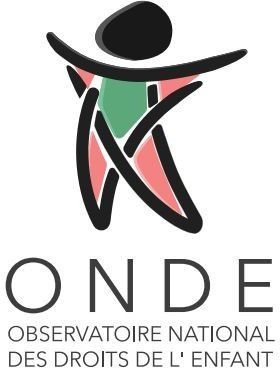 ONDE
OBSERVATOIRE NATIONAL
DES DROITS DE L' ENFANT